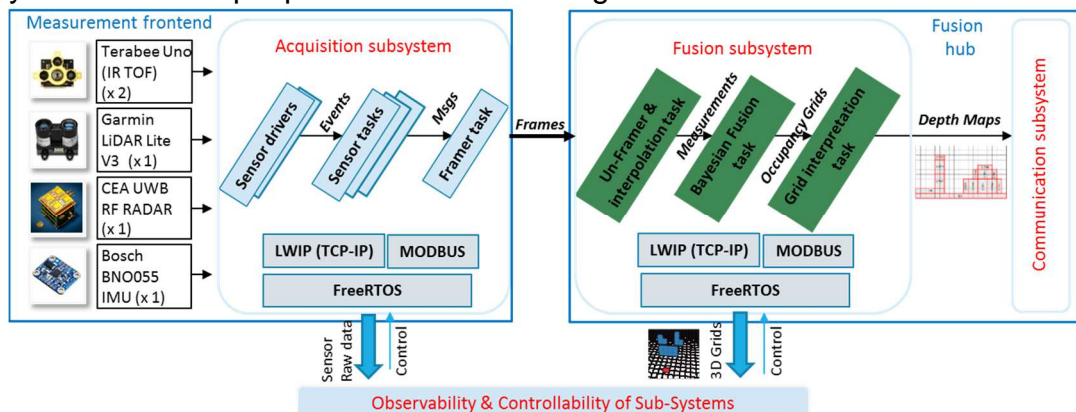 Measurement frontend
Terabee Uno
(IR TOF)
(x 2)
Garmin
LiDAR Lite
V3 (x 1)
CEA UWB
RF RADAR
(x 1)
Bosch
BNO055
IMU (x 1)
Acquisition subsystem
Sensor drivers
Events
Sensor tasks
Msgs
Framer task
LWIP (TCP-IP)
MODBUS
FreeRTOS
Frames
Fusion subsystem
Un-Framer &
interpolation task
Measurements
Bayesian Fusion
task
Occupancy Grids
Grid interpretation
task
LWIP (TCP-IP)
MODBUS
FreeRTOS
Fusion
hub
Depth Maps
Communication subsystem
Sensor
Raw data
Control
3D Grids
Control
Observability & Controllability of Sub-Systems